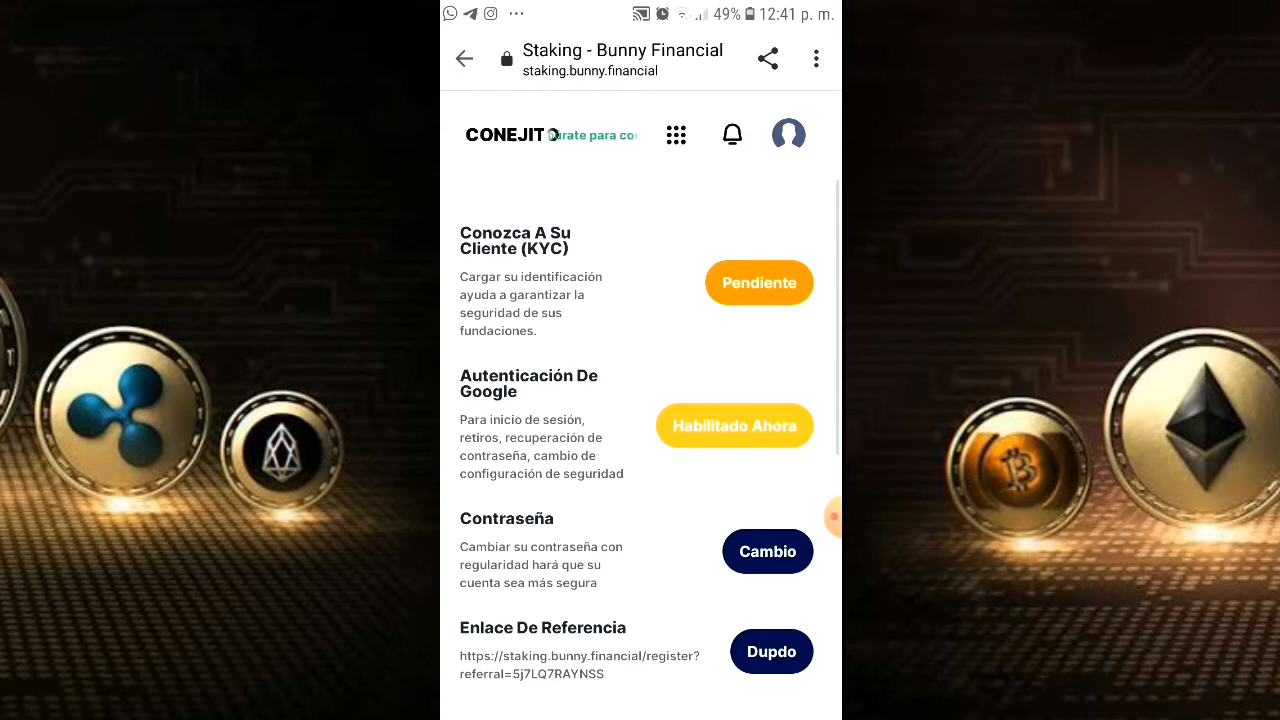 49% 12:41 p. m.
Staking - Bunny Financial
staking.bunny.financial
CONEJITO
urate para co
Conozca A Su
Cliente (KYC)
Cargar su identificación
ayuda a garantizar la
seguridad de sus
fundaciones.
Pendiente
Autenticación De
Google
Para inicio de sesión,
retiros, recuperación de
contraseña, cambio de
configuración de seguridad
Habilitado Ahora
Contraseña
Cambiar su contraseña con
regularidad hará que su
cuenta sea más segura
Cambio
Enlace De Referencia
https://staking.bunny.financial/register?
referral=5j7LQ7RAYNSS
Dupdo